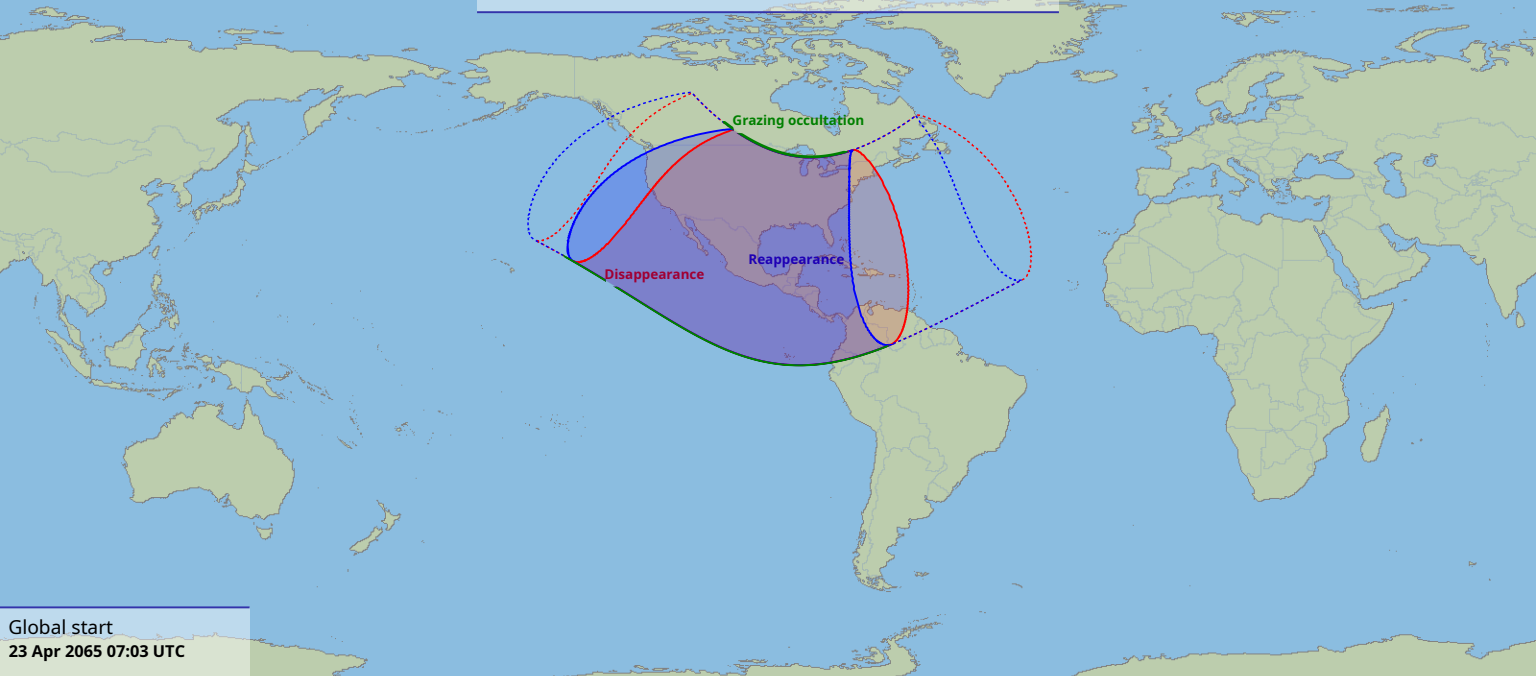 Grazing occultation
Reappearance
Disappearance
Global start
23 Apr 2065 07:03 UTC